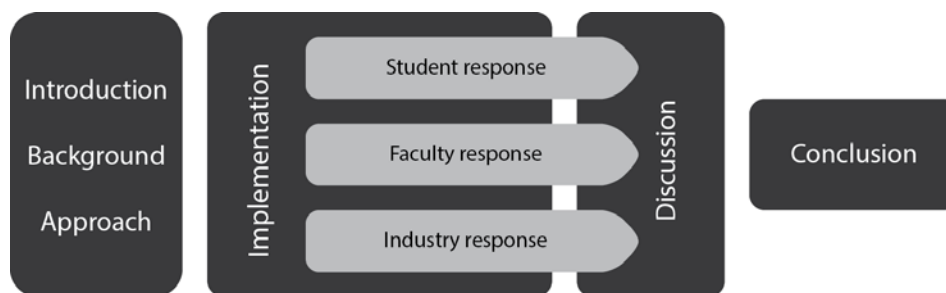 Introduction
Background
Approach
Implementation
Student response
Faculty response
Industry response
Discussion
Conclusion